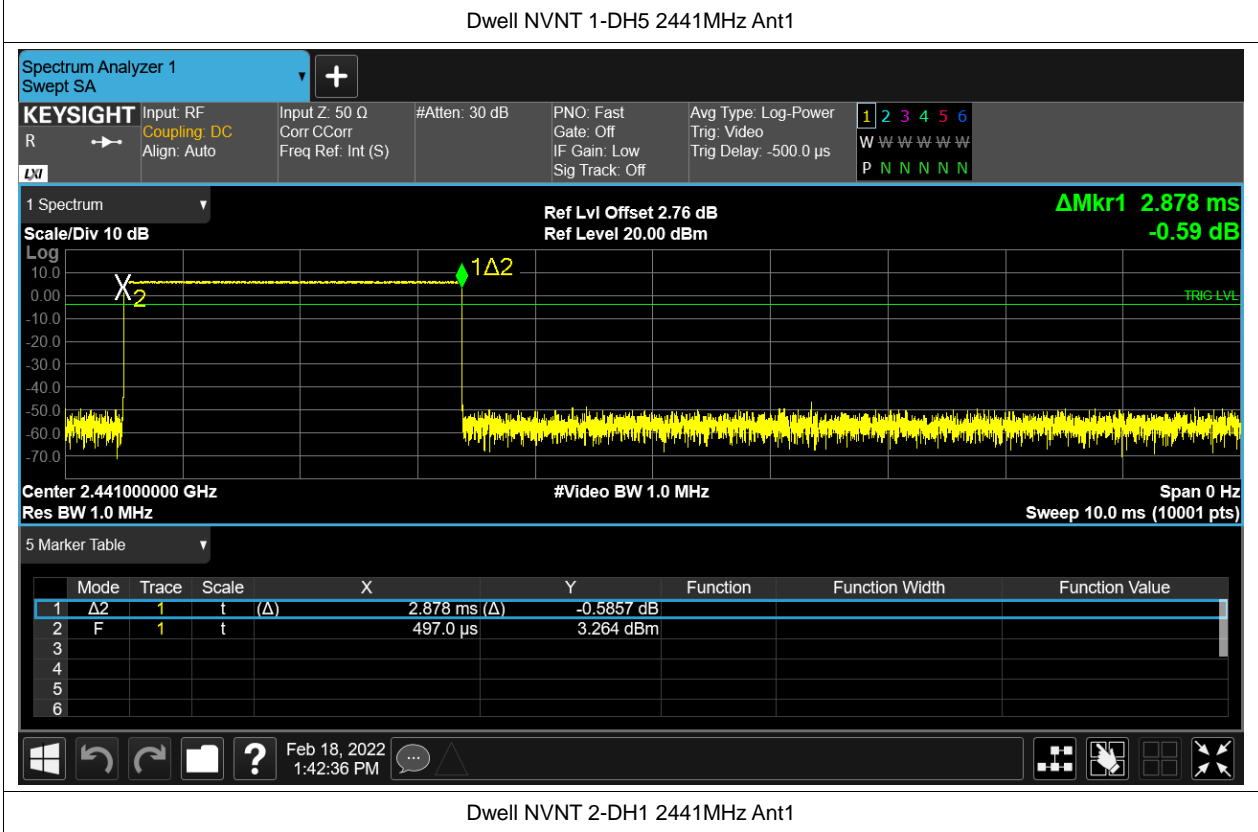 Dwell NVNT 1-DH5 2441MHz Ant1
Spectrum Analyzer 1
Swept SA
KEYSIGHT
R
LXI
Input: RF
Coupling: DC
Align: Auto
Input Z: 50 Ω
Corr CCorr
Freq Ref: Int (S)
#Atten: 30 dB
PNO: Fast
Gate: Off
IF Gain: Low
Sig Track: Off
Avg Type: Log-Power
Trig: Video
Trig Delay: -500.0 µs
1 2 3 4 5 6
W W W W W W
P N N N N N
1 Spectrum
Scale/Div 10 dB
Ref Lvl Offset 2.76 dB
Ref Level 20.00 dBm
ΔMkr1 2.878 ms
-0.59 dB
Log
10.0
0.00
-10.0
-20.0
-30.0
-40.0
-50.0
-60.0
-70.0
X2
1Δ2
TRIG LVL
Center 2.441000000 GHz
#Video BW 1.0 MHz
Span 0 Hz
Res BW 1.0 MHz
Sweep 10.0 ms (10001 pts)
5 Marker Table
Mode Trace Scale X Y Function Function Width Function Value
1 Δ2 1 t (Δ) 2.878 ms (Δ) -0.5857 dB
2 F 1 t 497.0 µs 3.264 dBm
3
4
5
6
?
Feb 18, 2022
1:42:36 PM
Dwell NVNT 2-DH1 2441MHz Ant1